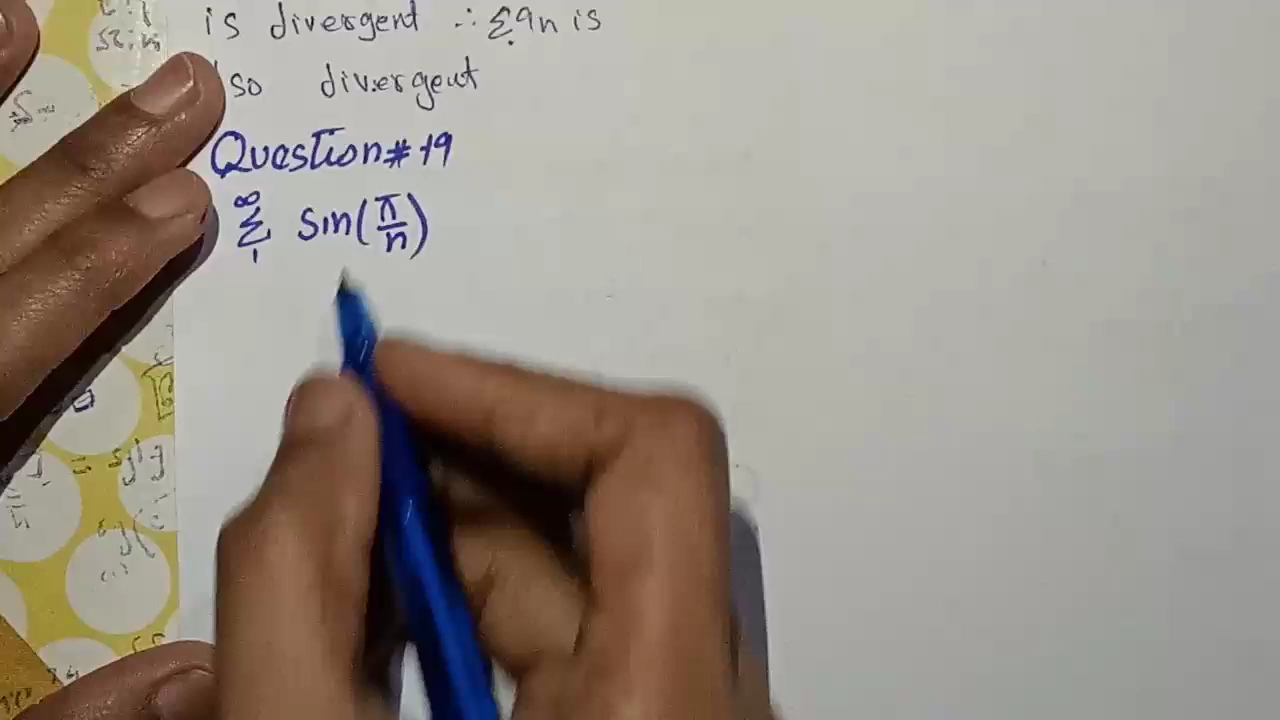 is divergent ∴ Σan is
lso divergent
Question#19
∞
Σ sin(π/n)
1